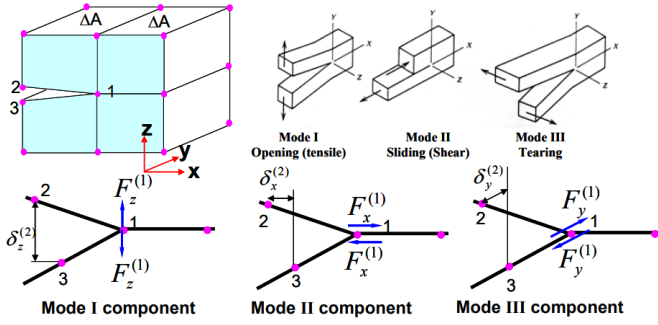 ΔA ΔA
2
3
1
z
y
x
Y
X
Z
Y
X
Z
Y
X
Z
Mode I
Opening (tensile)
Mode II
Sliding (Shear)
Mode III
Tearing
2
δ_z^(2)
3
F_z^(1)
1
F_z^(1)
Mode I component
δ_x^(2)
2
F_x^(1)
1
F_x^(1)
3
Mode II component
δ_y^(2)
2
F_y^(1)
1
F_y^(1)
3
Mode III component